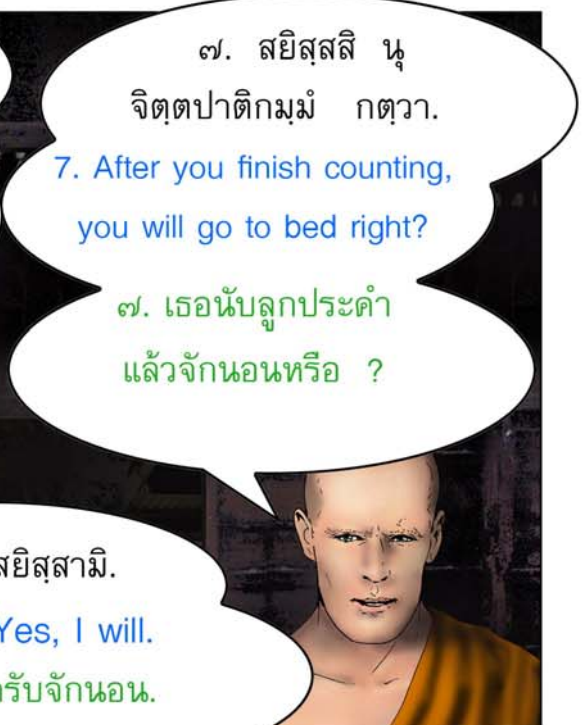 ๗. สยิสฺสสิ นุ
จิตฺตปาติกมฺมํ กตฺวา.
7. After you finish counting,
you will go to bed right?
๗. เธอนับลูกประคำ
แล้วจักนอนหรือ ?
สยิสฺสามิ.
Yes, I will.
รับจักนอน.